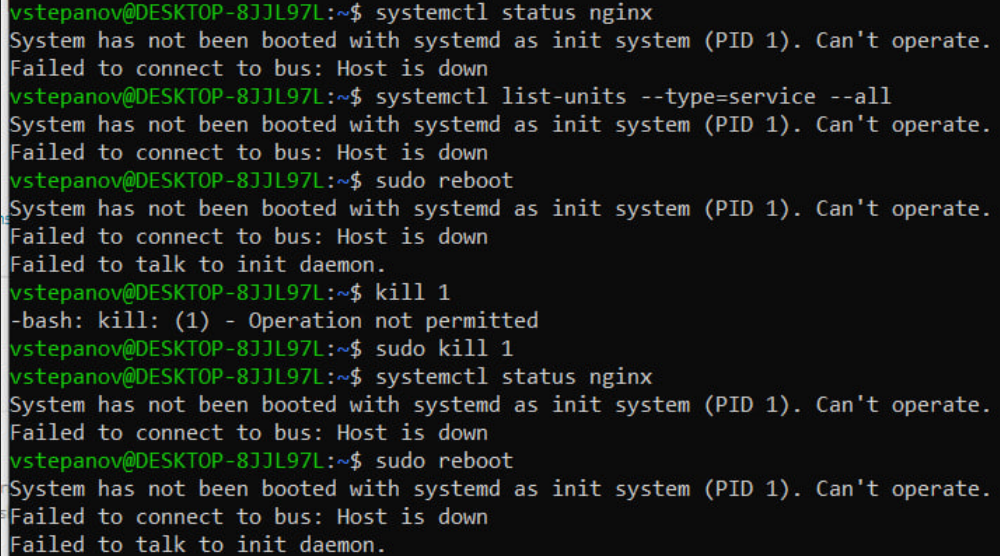 vstepanov@DESKTOP-8JJL97L:~$ systemctl status nginx
System has not been booted with systemd as init system (PID 1). Can't operate.
Failed to connect to bus: Host is down
vstepanov@DESKTOP-8JJL97L:~$ systemctl list-units --type=service --all
System has not been booted with systemd as init system (PID 1). Can't operate.
Failed to connect to bus: Host is down
vstepanov@DESKTOP-8JJL97L:~$ sudo reboot
System has not been booted with systemd as init system (PID 1). Can't operate.
Failed to connect to bus: Host is down
Failed to talk to init daemon.
vstepanov@DESKTOP-8JJL97L:~$ kill 1
-bash: kill: (1) - Operation not permitted
vstepanov@DESKTOP-8JJL97L:~$ sudo kill 1
vstepanov@DESKTOP-8JJL97L:~$ systemctl status nginx
System has not been booted with systemd as init system (PID 1). Can't operate.
Failed to connect to bus: Host is down
vstepanov@DESKTOP-8JJL97L:~$ sudo reboot
System has not been booted with systemd as init system (PID 1). Can't operate.
Failed to connect to bus: Host is down
Failed to talk to init daemon.